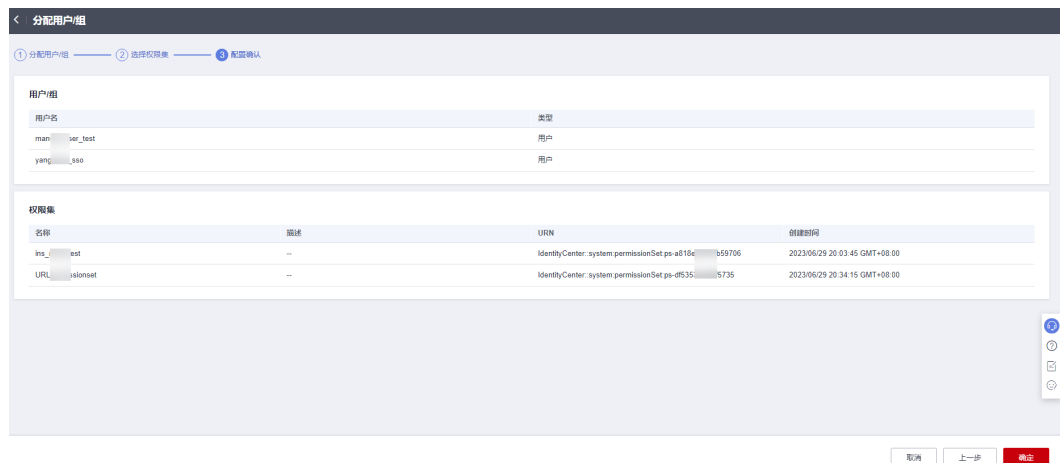 分配用户/组
1 分配用户/组 2 选择权限集 3 配置确认
用户/组
用户名 类型
man ser_test 用户
yang _sso 用户
权限集
名称 描述 URN 创建时间
ins_ est -- IdentityCenter::system:permissionSet:ps-a818e b59706 2023/06/29 20:03:45 GMT+08:00
URL ssionset -- IdentityCenter::system:permissionSet:ps-df535 5735 2023/06/29 20:34:15 GMT+08:00
取消 上一步 确定